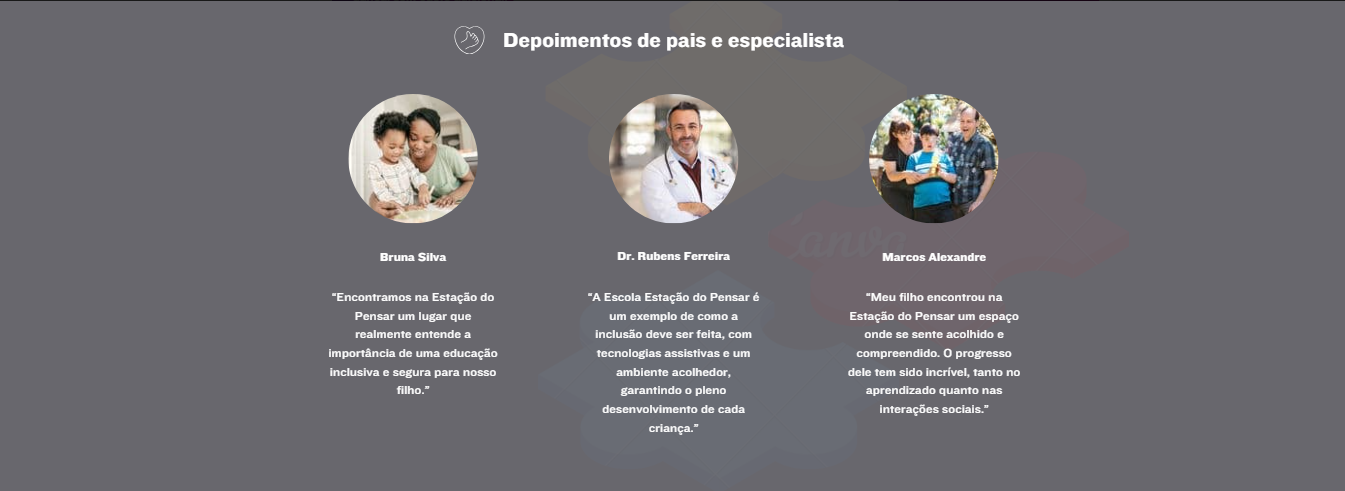 Depoimentos de pais e especialista
Bruna Silva
"Encontramos na Estação do
Pensar um lugar que
realmente entende a
importância de uma educação
inclusiva e segura para nosso
filho."
Dr. Rubens Ferreira
"A Escola Estação do Pensar é
um exemplo de como a
inclusão deve ser feita, com
tecnologias assistivas e um
ambiente acolhedor,
garantindo o pleno
desenvolvimento de cada
criança."
Canva
Marcos Alexandre
"Meu filho encontrou na
Estação do Pensar um espaço
onde se sente acolhido e
compreendido. O progresso
dele tem sido incrível, tanto no
aprendizado quanto nas
interações sociais."